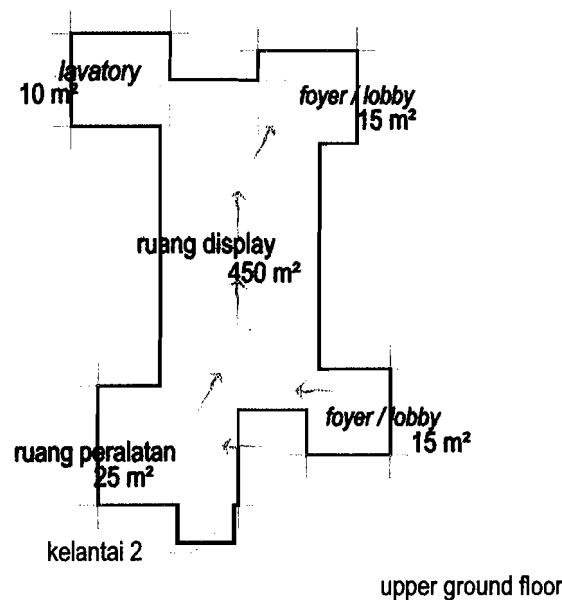 lavatory
10 m²
foyer / lobby
15 m²
ruang display
450 m²
foyer / lobby
15 m²
ruang peralatan
25 m²
kelantai 2
upper ground floor